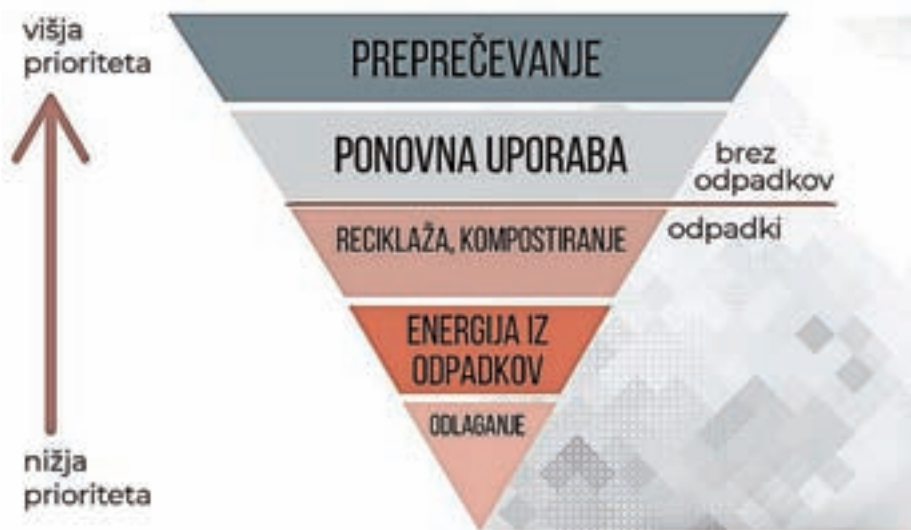 višja
prioriteta
PREPREČEVANJE
PONOVNA UPORABA
brez
odpadkov
RECIKLAŽA, KOMPOSTIRANJE
odpadki
ENERGIJA IZ
ODPADKOV
ODLAGANJE
nižja
prioriteta